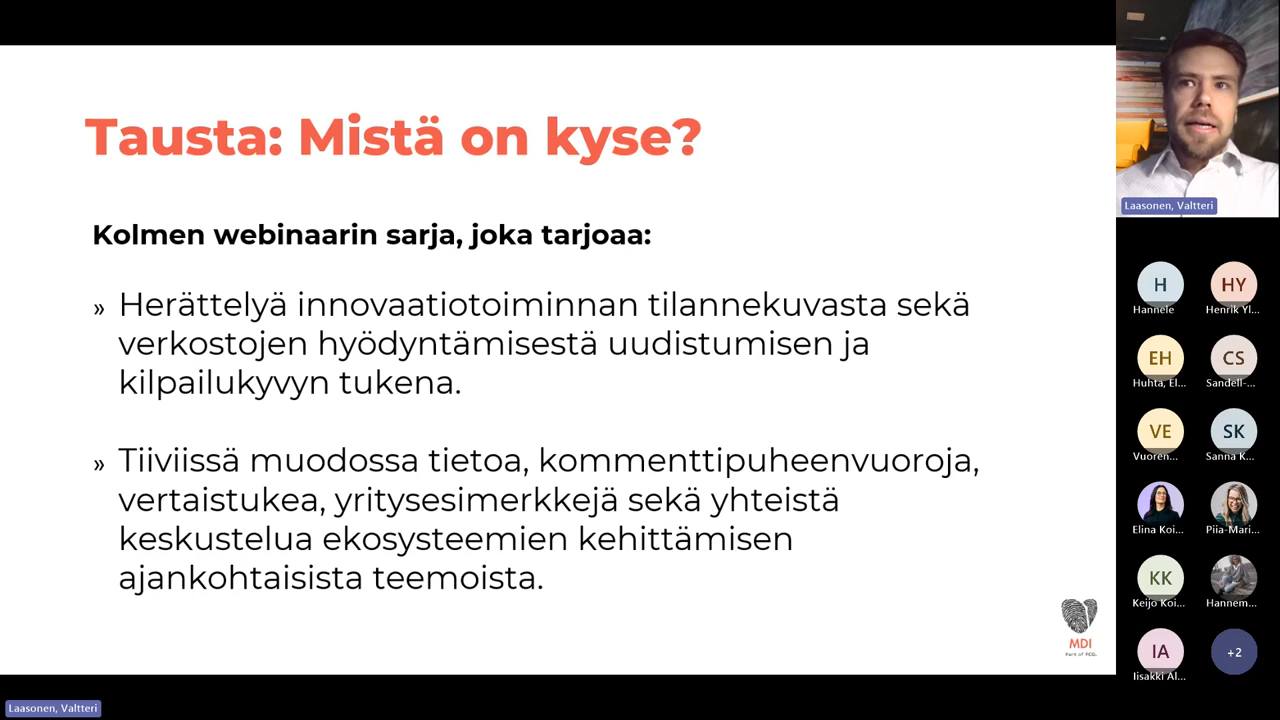 Tausta: Mistä on kyse?
Kolmen webinaarin sarja, joka tarjoaa:
» Herättelyä innovaatiotoiminnan tilannekuvasta sekä
verkostojen hyödyntämisestä uudistumisen ja
kilpailukyvyn tukena.
» Tiiviissä muodossa tietoa, kommenttipuheenvuoroja,
vertaistukea, yritysesimerkkejä sekä yhteistä
keskustelua ekosysteemien kehittämisen
ajankohtaisista teemoista.
MDI
Part of FCG.
Laasonen, Valtteri
H
HY
Hannele
Henrik Yl...
EH
CS
Huhta, El...
Sandell-...
VE
SK
Vuoren...
Sanna K...
Elina Koi...
Piia-Mari...
KK
Keijo Koi...
Hannem...
IA
+2
Iisakki Al...
Laasonen, Valtteri